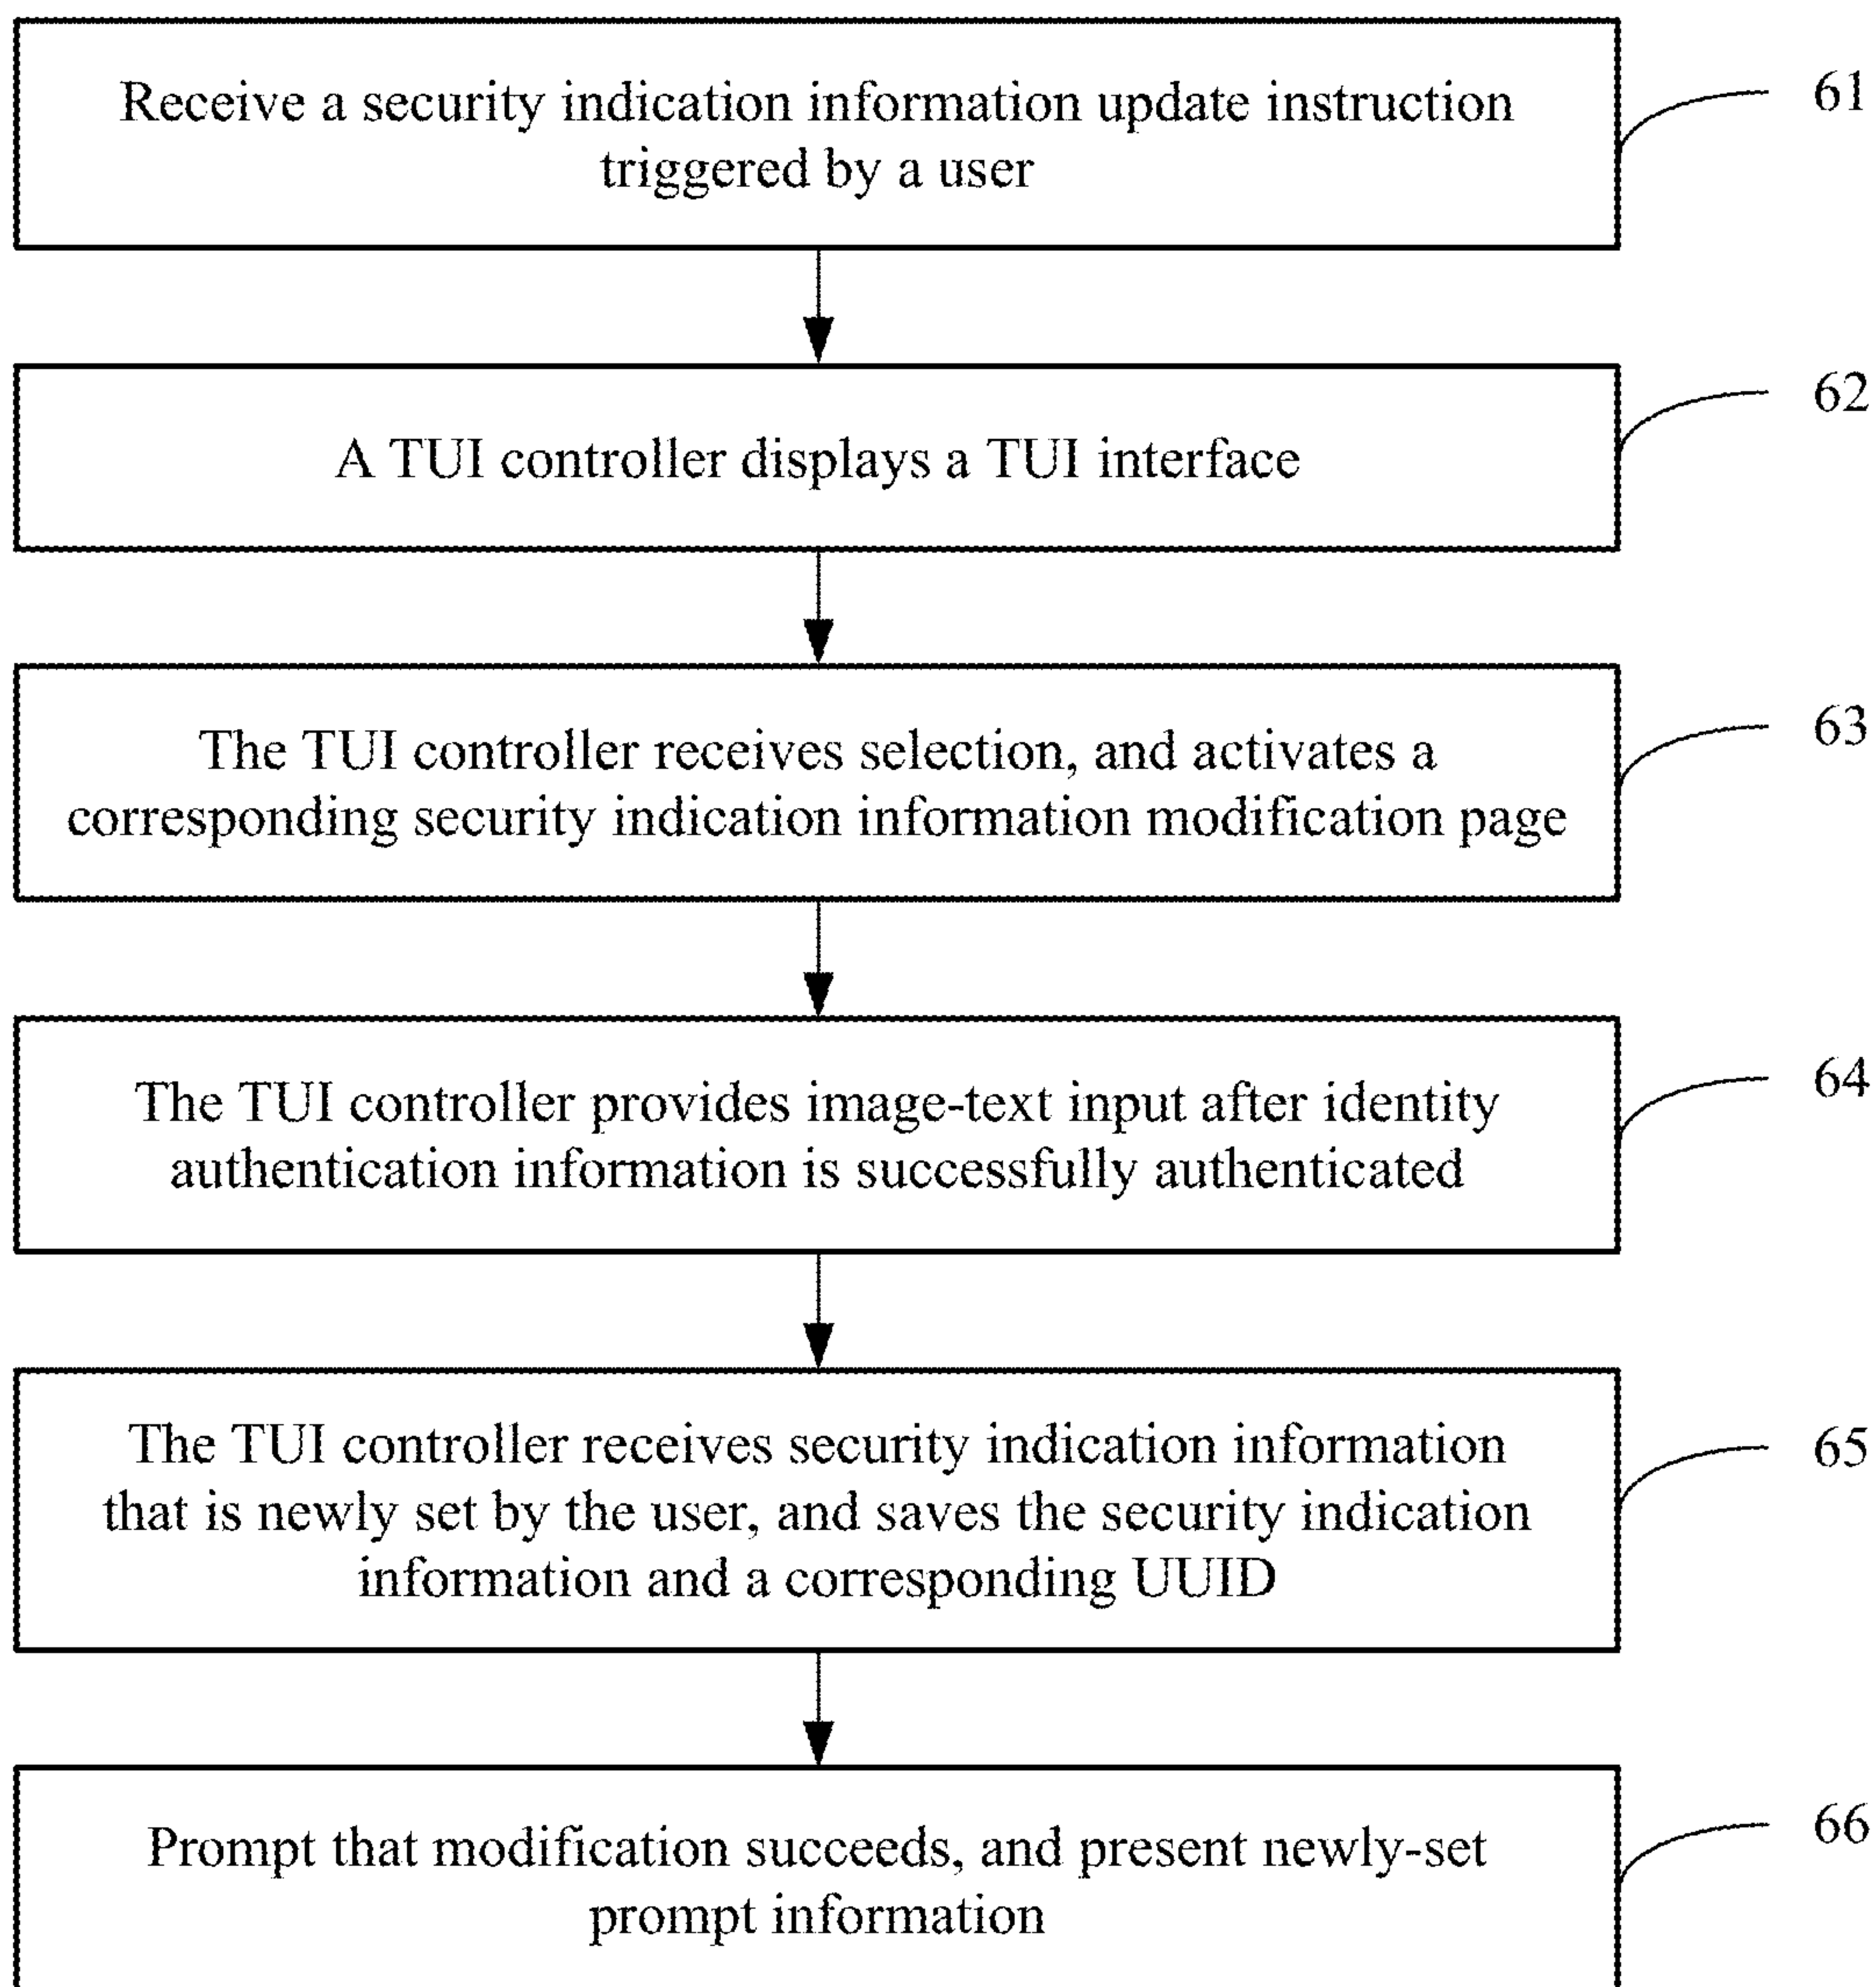 Receive a security indication information update instruction
triggered by a user
61
A TUI controller displays a TUI interface
62
The TUI controller receives selection, and activates a
corresponding security indication information modification page
63
The TUI controller provides image-text input after identity
authentication information is successfully authenticated
64
The TUI controller receives security indication information
that is newly set by the user, and saves the security indication
information and a corresponding UUID
65
Prompt that modification succeeds, and present newly-set
prompt information
66